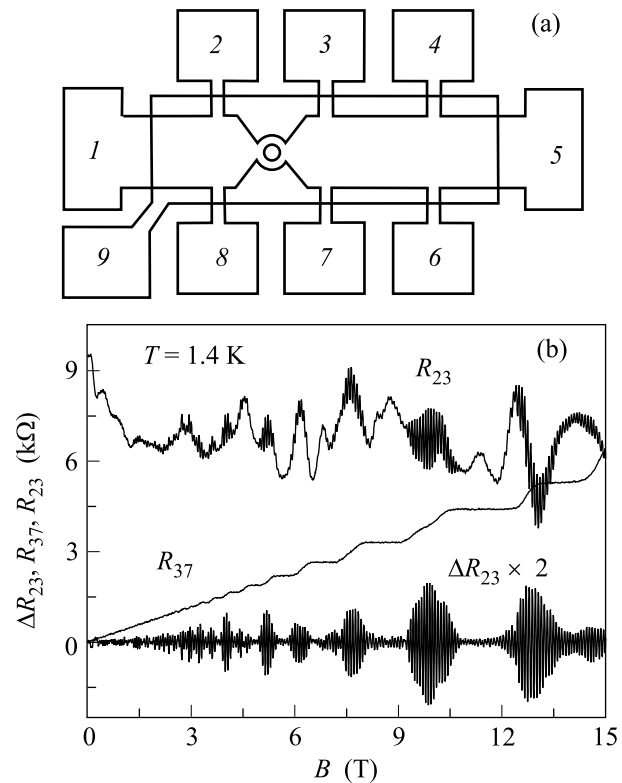 (a)
2 3 4
1 5
9 8 7 6
(b)
T = 1.4 K
R23
R37
ΔR23 × 2
ΔR23, R37, R23 (kΩ)
9
6
3
0
0 3 6 9 12 15
B (T)